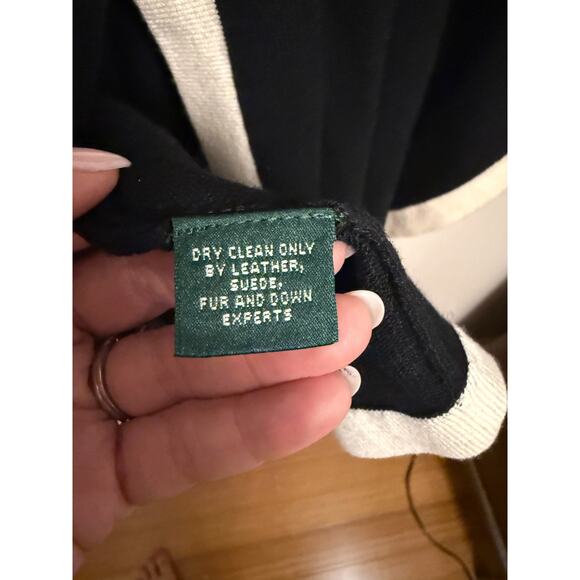 DRY CLEAN ONLY
BY LEATHER,
SUEDE,
FUR AND DOWN
EXPERTS